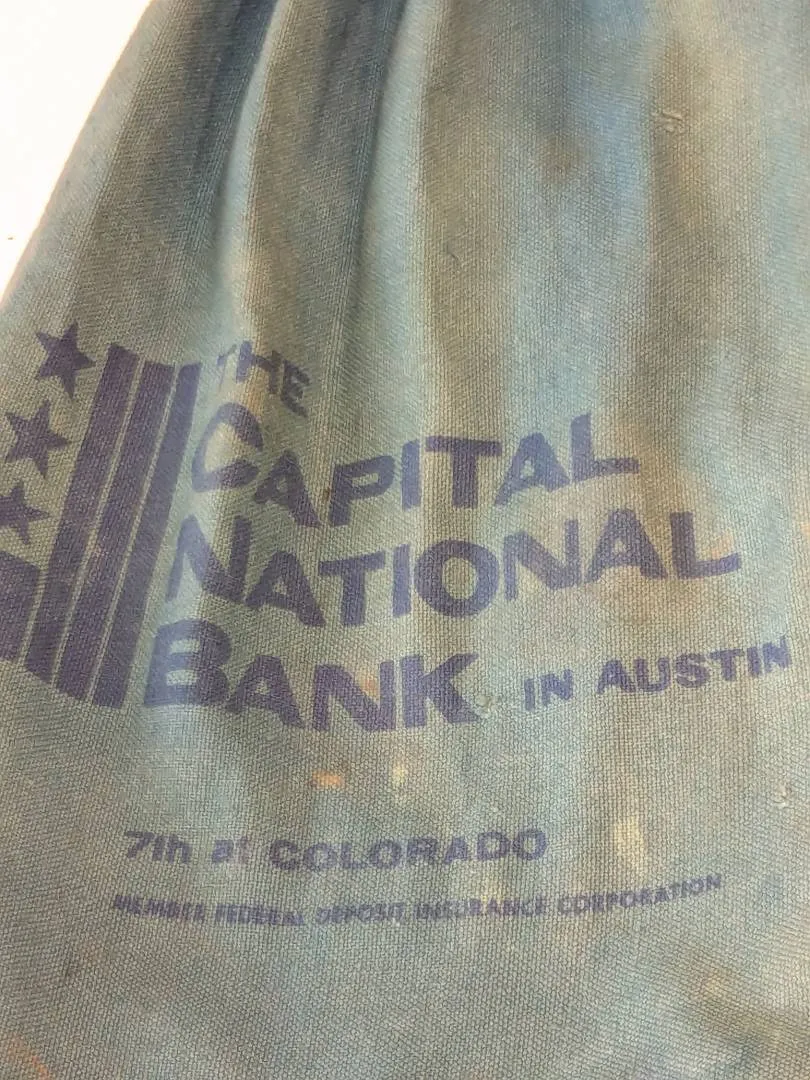 THE
CAPITAL
NATIONAL
BANK IN AUSTIN
7th at COLORADO
MEMBER FEDERAL DEPOSIT INSURANCE CORPORATION